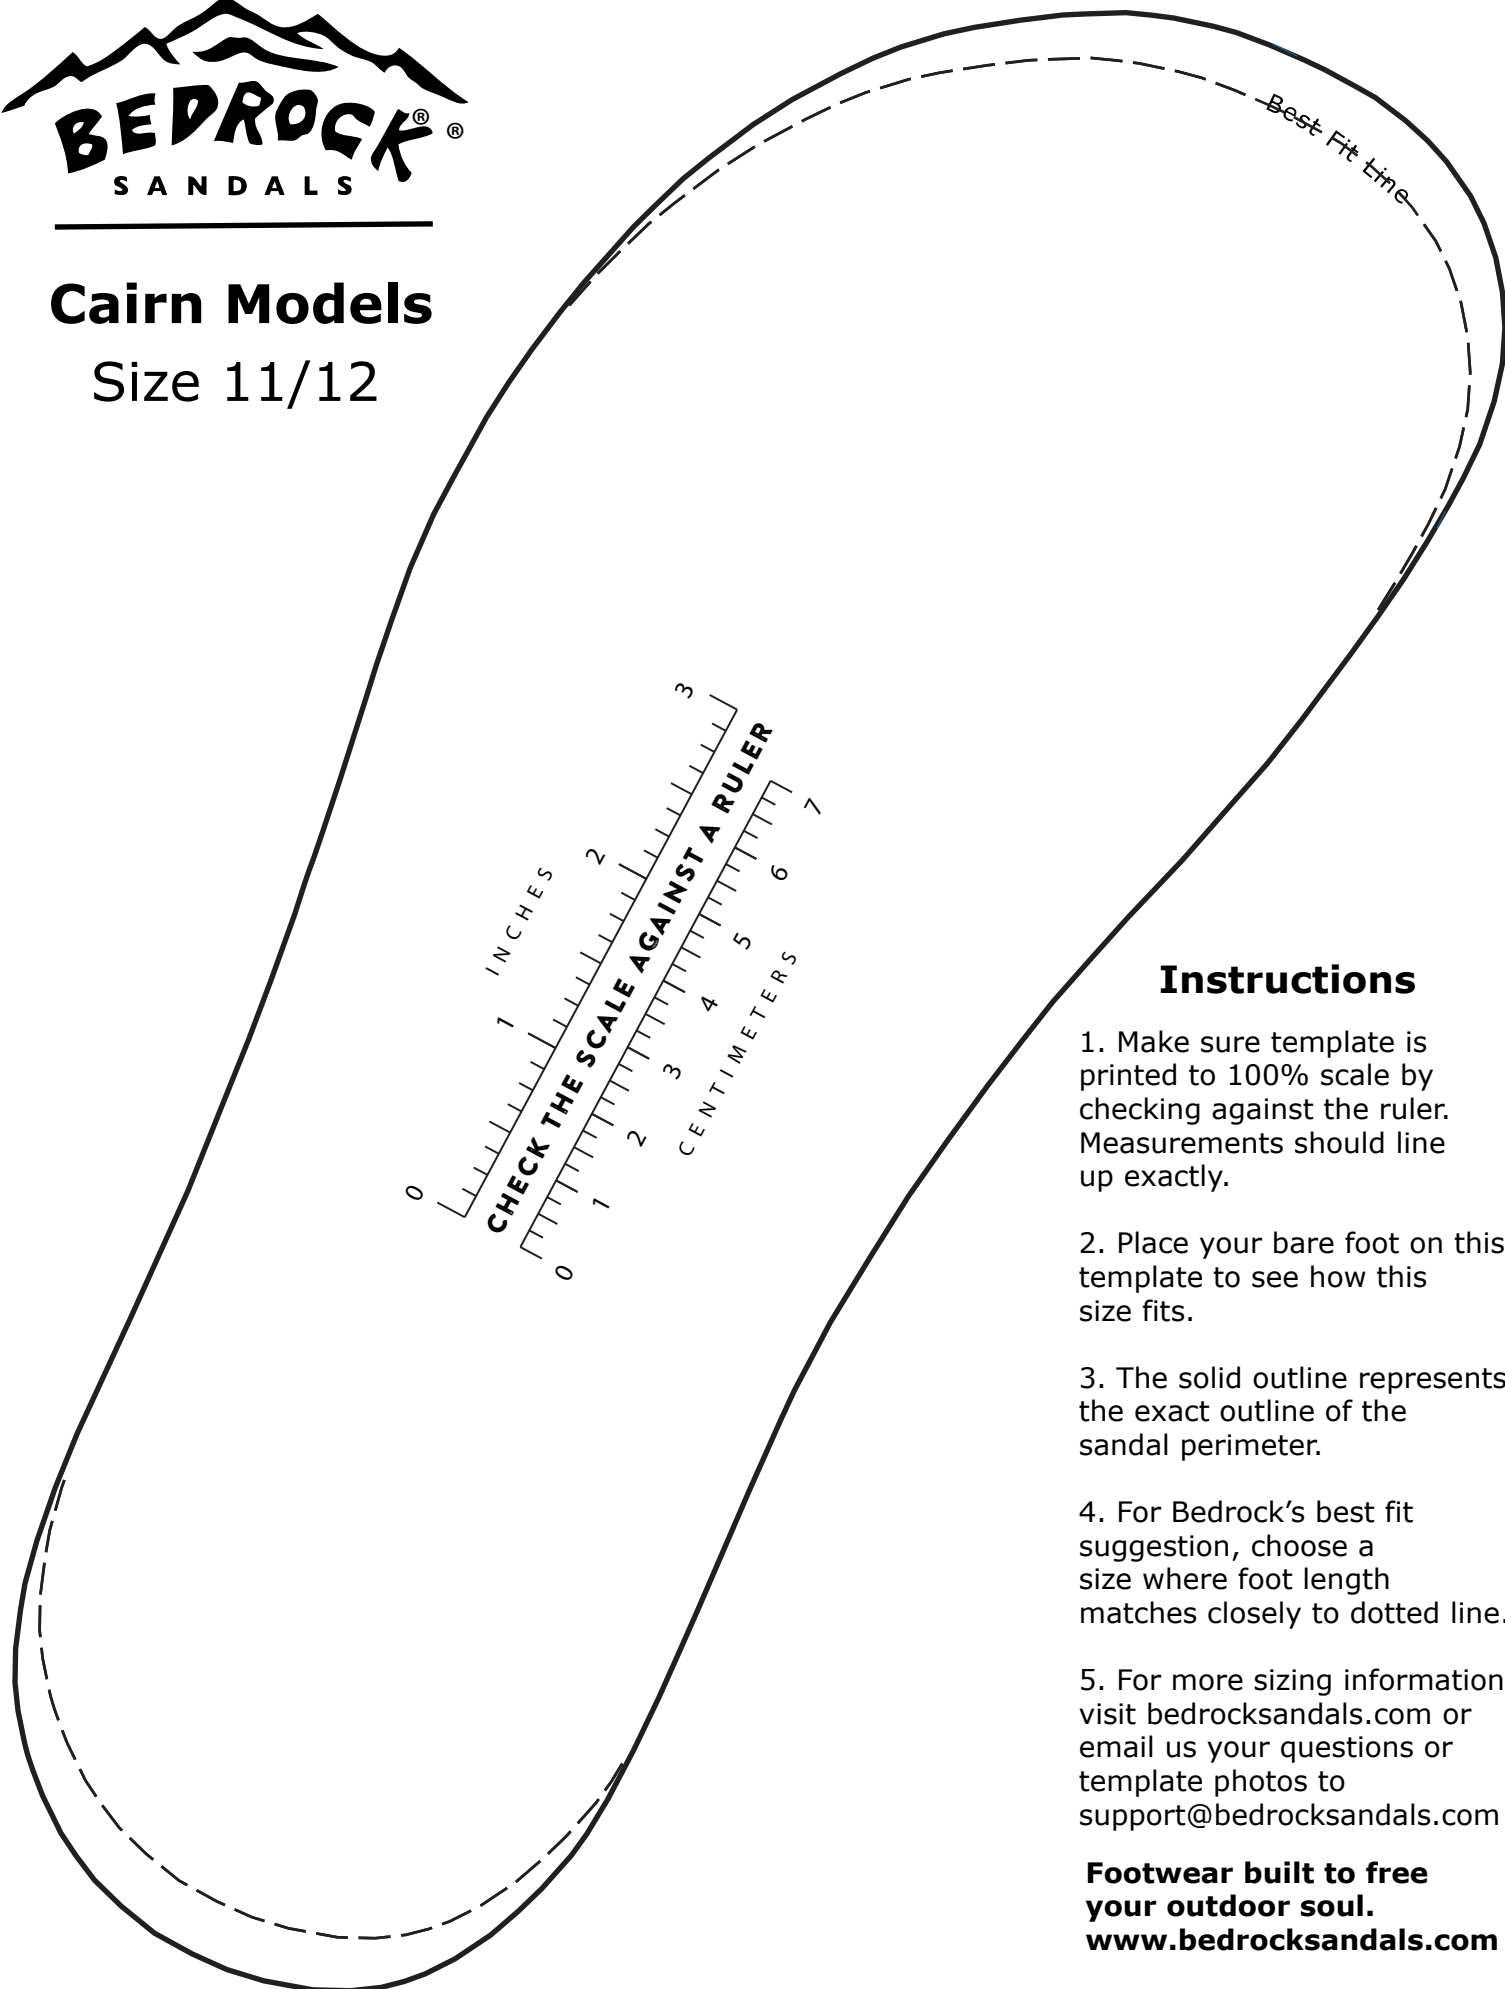 BEDROCK® ®
SANDALS
Cairn Models
Size 11/12
Best Fit Line
INCHES
0 1 2 3
CHECK THE SCALE AGAINST A RULER
0 1 2 3 4 5 6 7
CENTIMETERS
Instructions
1. Make sure template is
printed to 100% scale by
checking against the ruler.
Measurements should line
up exactly.
2. Place your bare foot on this
template to see how this
size fits.
3. The solid outline represents
the exact outline of the
sandal perimeter.
4. For Bedrock’s best fit
suggestion, choose a
size where foot length
matches closely to dotted line.
5. For more sizing information
visit bedrocksandals.com or
email us your questions or
template photos to
support@bedrocksandals.com
Footwear built to free
your outdoor soul.
www.bedrocksandals.com